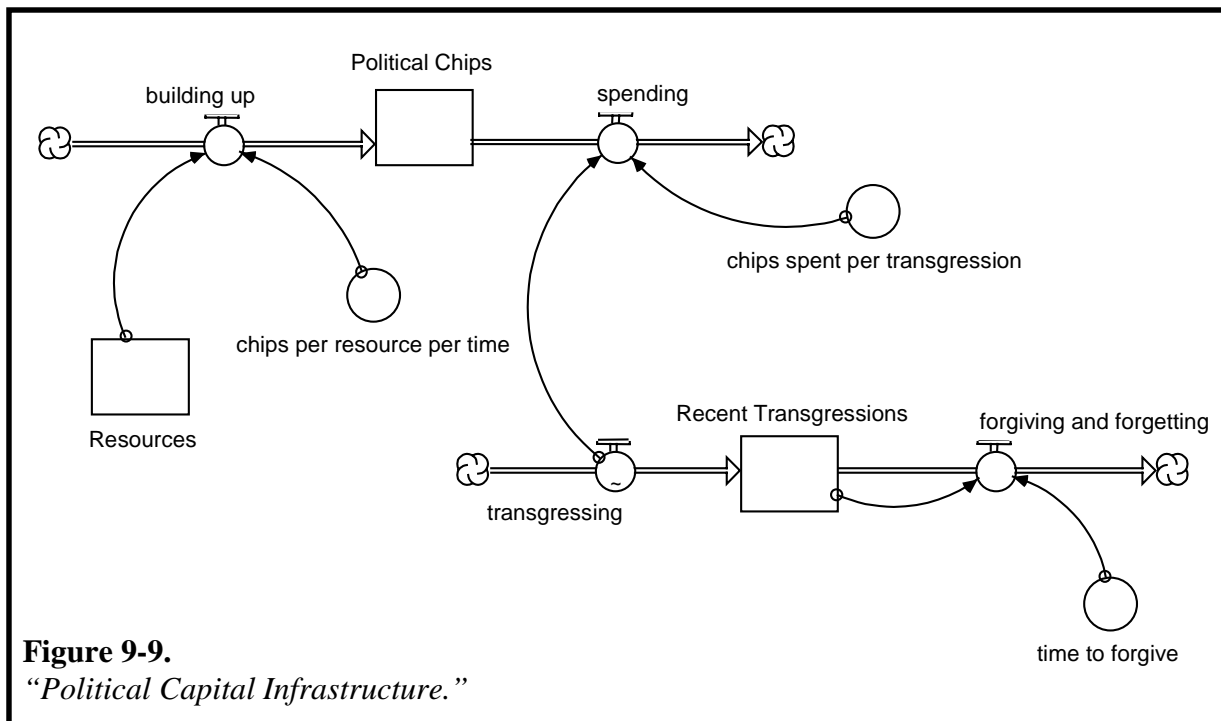 Political Chips
building up
spending
chips spent per transgression
chips per resource per time
Resources
Recent Transgressions
forgiving and forgetting
~
transgressing
time to forgive
Figure 9-9.
“Political Capital Infrastructure.”